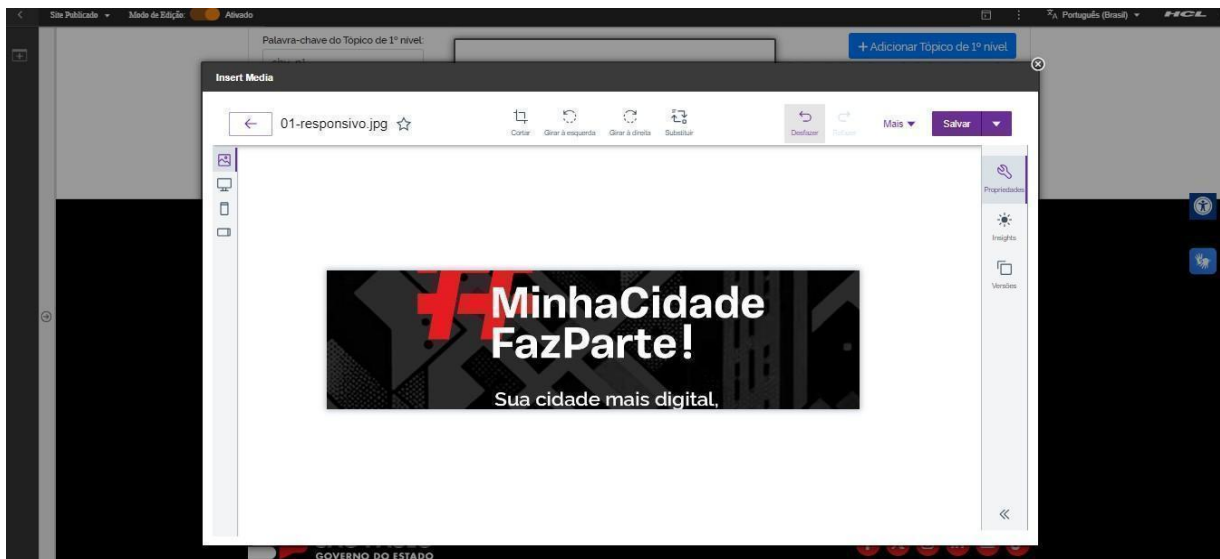 Site Publicado
Modo de Edição:
Ativado
Português (Brasil)
HCL
Palavra-chave do Tópico de 1º nível:
+ Adicionar Tópico de 1º nível
Insert Media
01-responsivo.jpg
Cortar
Girar à esquerda
Girar à direita
Substituir
Desfazer
Refazer
Mais
Salvar
Propriedades
Insights
Versões
#MinhaCidade
FazParte!
Sua cidade mais digital,
GOVERNO DO ESTADO